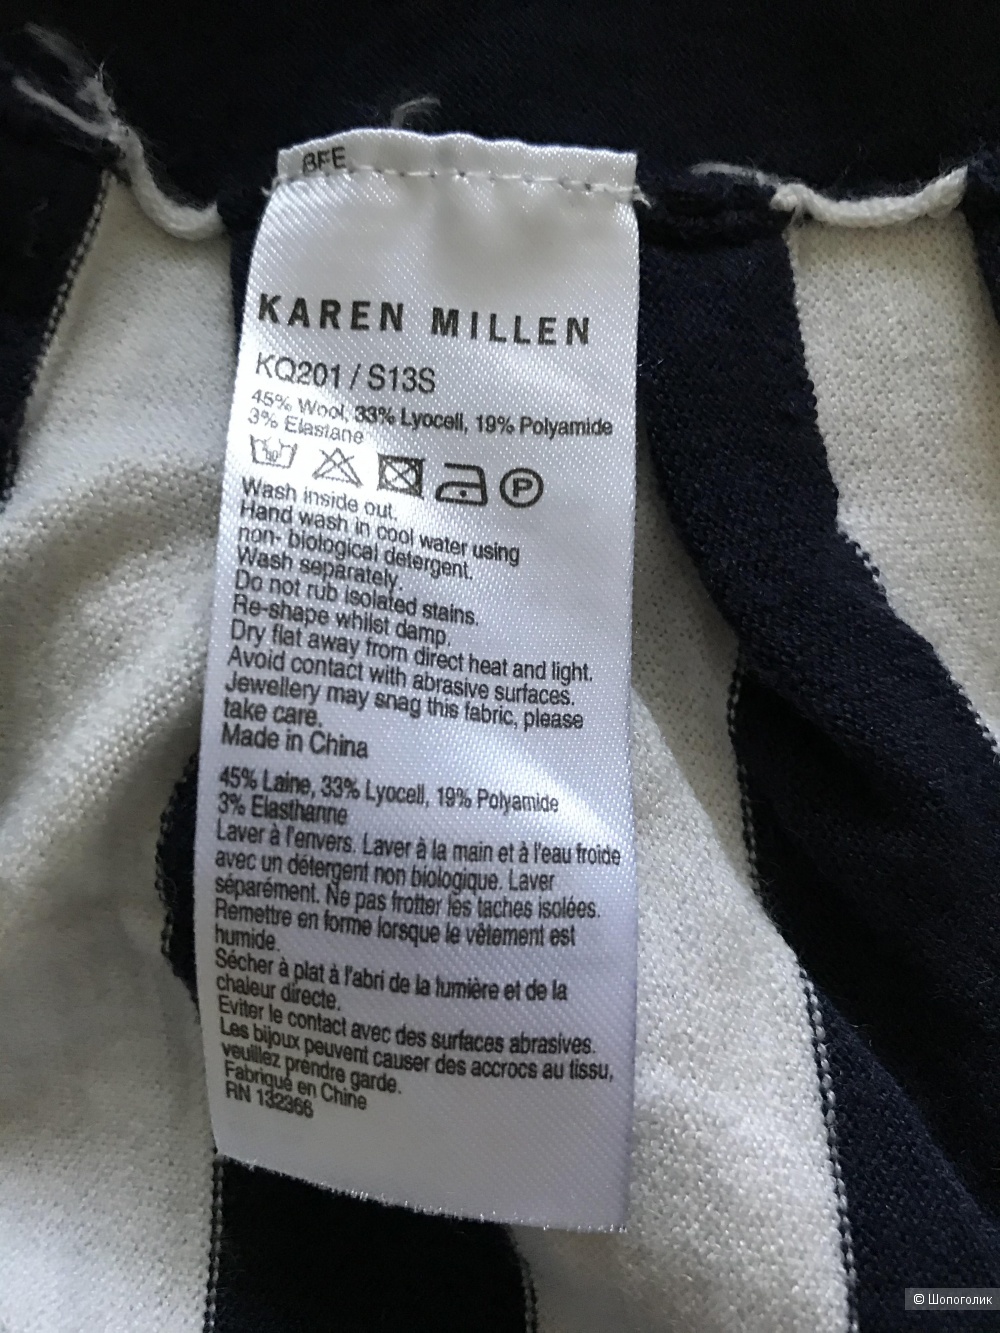 BFE
KAREN MILLEN
KQ201 / S13S
45% Wool, 33% Lyocell, 19% Polyamide
3% Elastane
P
Wash inside out.
Hand wash in cool water using
non- biological detergent.
Wash separately.
Do not rub isolated stains.
Re-shape whilst damp.
Dry flat away from direct heat and light.
Avoid contact with abrasive surfaces.
Jewellery may snag this fabric, please
take care.
Made in China
45% Laine, 33% Lyocell, 19% Polyamide
3% Elasthanne
Laver à l'envers. Laver à la main et à l'eau froide
avec un détergent non biologique. Laver
séparément. Ne pas frotter les taches isolées.
Remettre en forme lorsque le vêtement est
humide.
Sécher à plat à l'abri de la lumière et de la
chaleur directe.
Eviter le contact avec des surfaces abrasives.
Les bijoux peuvent causer des accrocs au tissu,
veuillez prendre garde.
Fabriqué en Chine
RN 132366
© Шопоголик